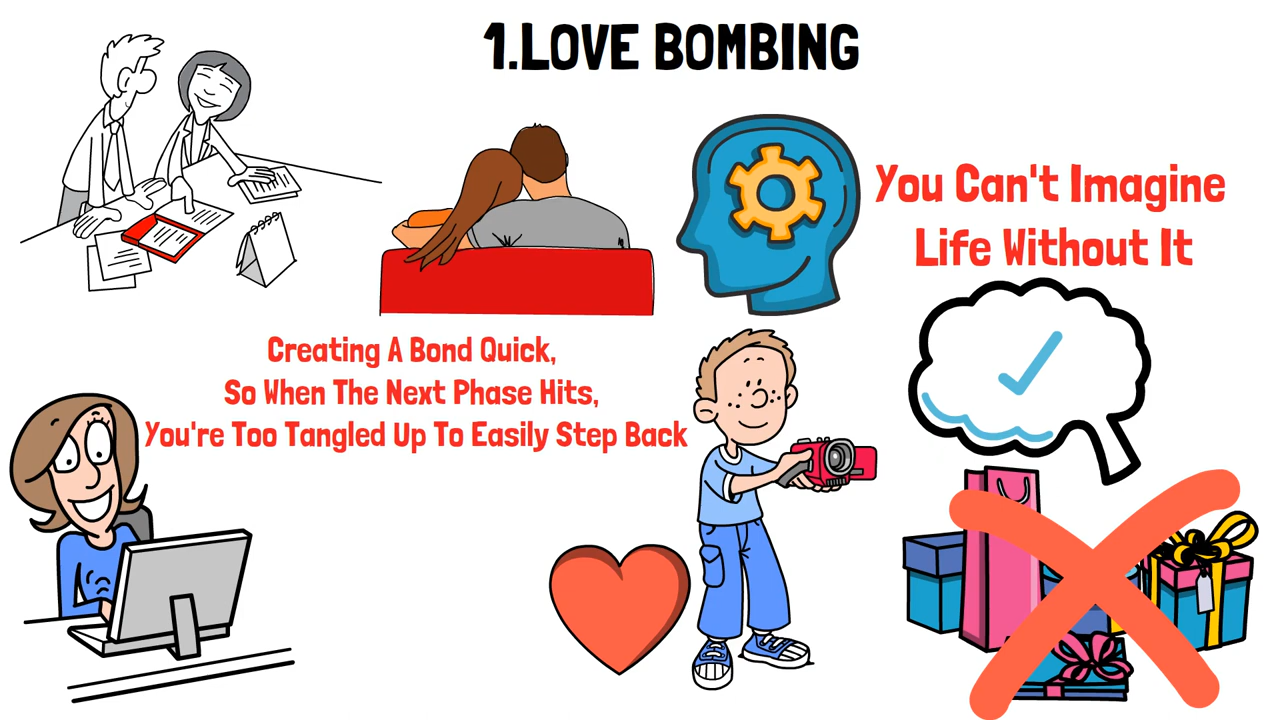 1.LOVE BOMBING
You Can't Imagine
Life Without It
Creating A Bond Quick,
So When The Next Phase Hits,
You're Too Tangled Up To Easily Step Back